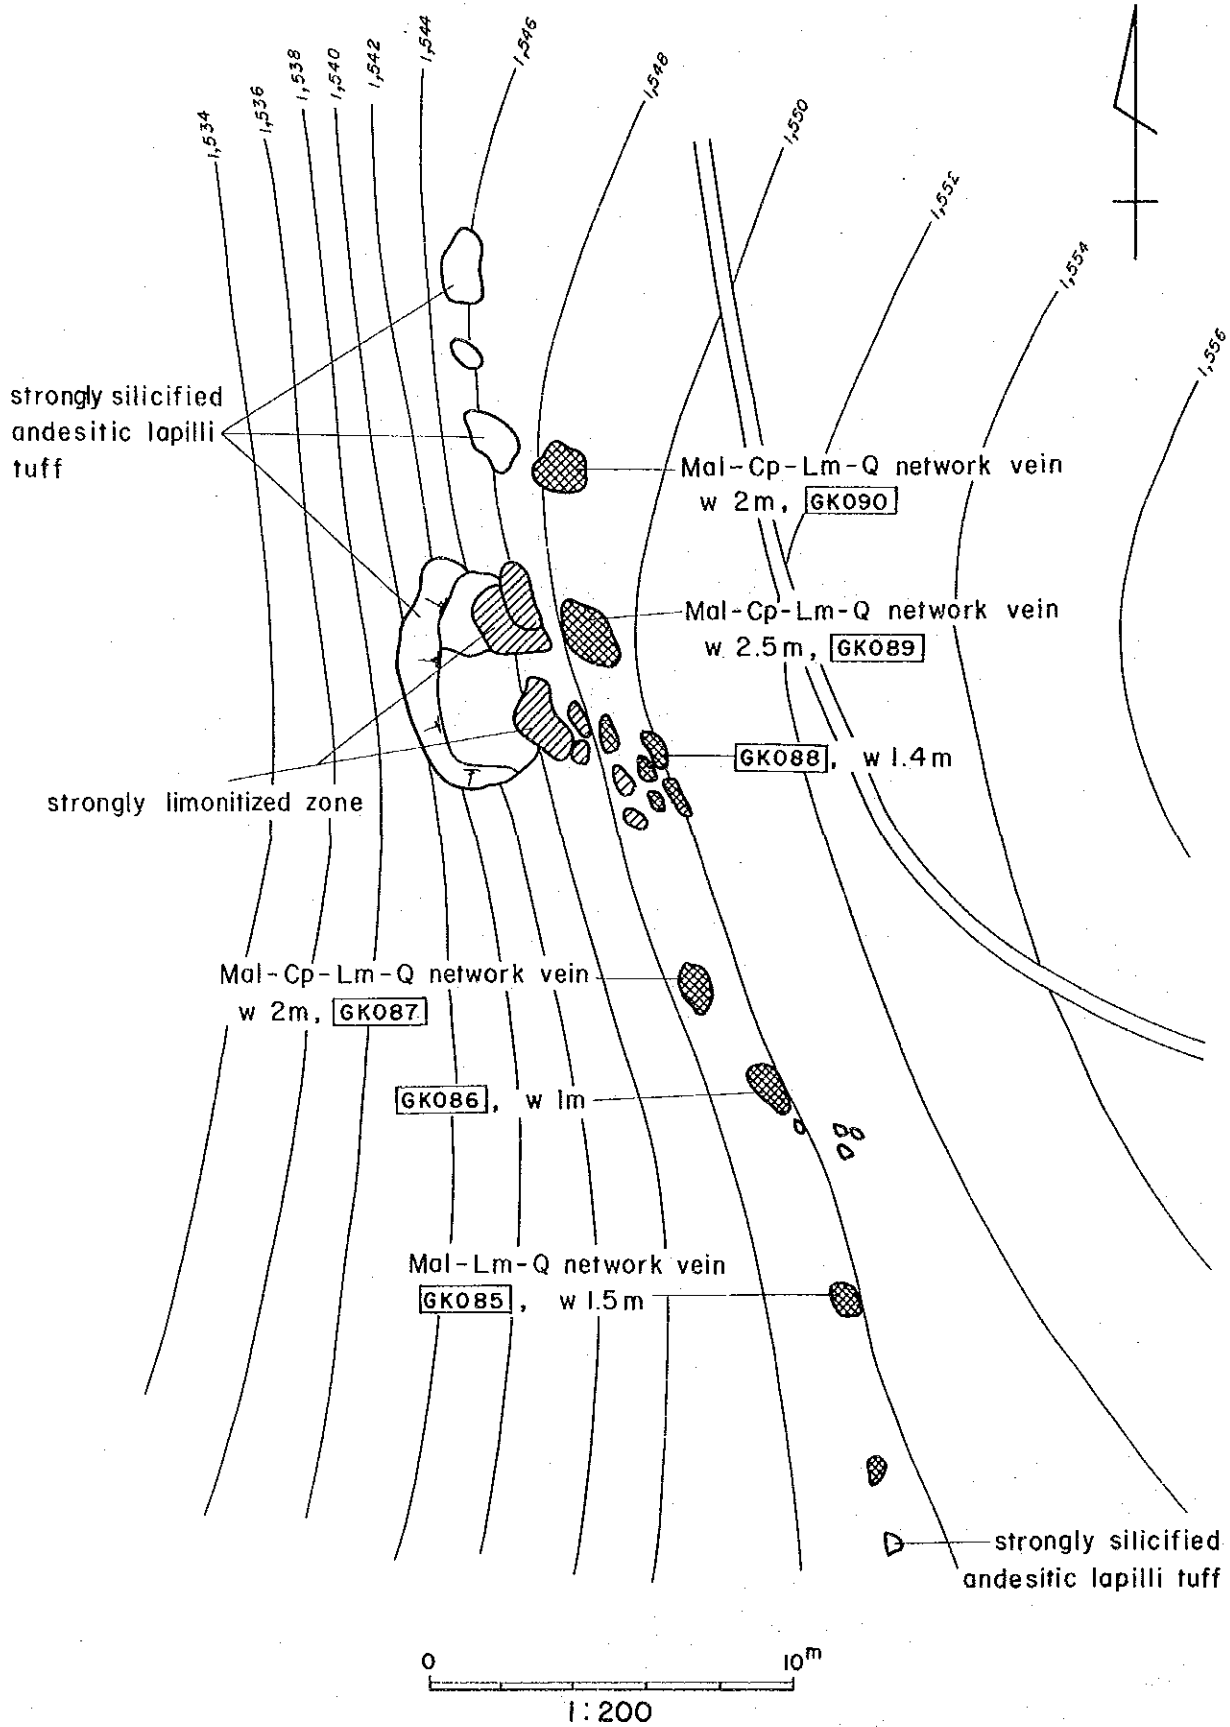 1,534
1,536
1,538
1,540
1,542
1,544
1,546
1,548
1,550
1,552
1,554
1,556
strongly silicified
andesitic lapilli
tuff
Mal-Cp-Lm-Q network vein
w 2m, GK090
Mal-Cp-Lm-Q network vein
w 2.5m, GK089
GK088, w 1.4m
strongly limonitized zone
Mal-Cp-Lm-Q network vein
w 2m, GK087
GK086, w 1m
Mal-Lm-Q network vein
GK085, w 1.5m
strongly silicified
andesitic lapilli tuff
0 10m
1:200